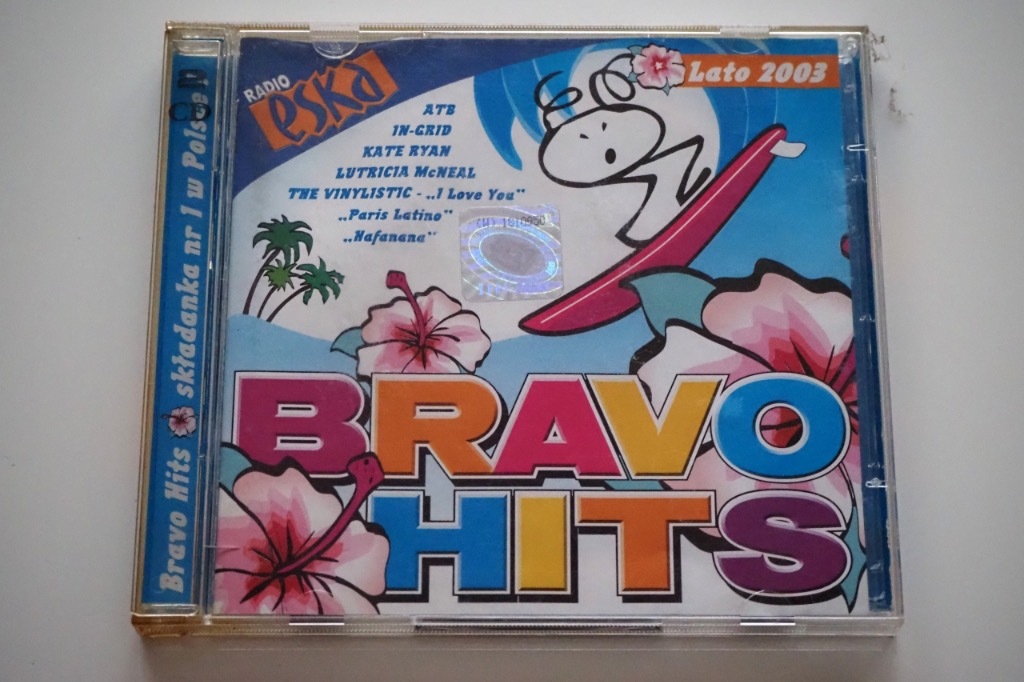 Bravo Hits składanka nr 1 w Polsce
CD
RADIO
eska
Lato 2003
ATB
IN-GRID
KATE RYAN
LUTRICIA McNEAL
THE VINYLISTIC - „I Love You"
„Paris Latino"
„Hafanana"
BRAVO
HITS